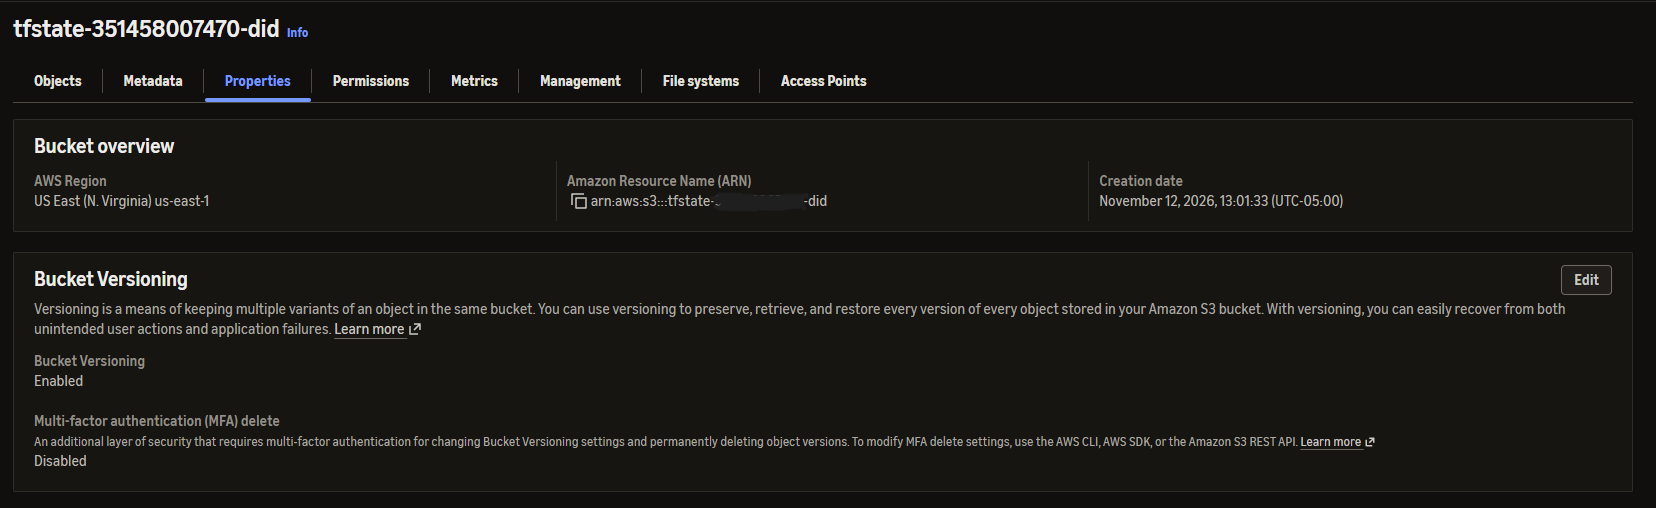 tfstate-351458007470-did Info
Objects Metadata Properties Permissions Metrics Management File systems Access Points
Bucket overview
AWS Region
US East (N. Virginia) us-east-1
Amazon Resource Name (ARN)
arn:aws:s3:::tfstate- -did
Creation date
November 12, 2026, 13:01:33 (UTC-05:00)
Bucket Versioning
Edit
Versioning is a means of keeping multiple variants of an object in the same bucket. You can use versioning to preserve, retrieve, and restore every version of every object stored in your Amazon S3 bucket. With versioning, you can easily recover from both
unintended user actions and application failures. Learn more
Bucket Versioning
Enabled
Multi-factor authentication (MFA) delete
An additional layer of security that requires multi-factor authentication for changing Bucket Versioning settings and permanently deleting object versions. To modify MFA delete settings, use the AWS CLI, AWS SDK, or the Amazon S3 REST API. Learn more
Disabled